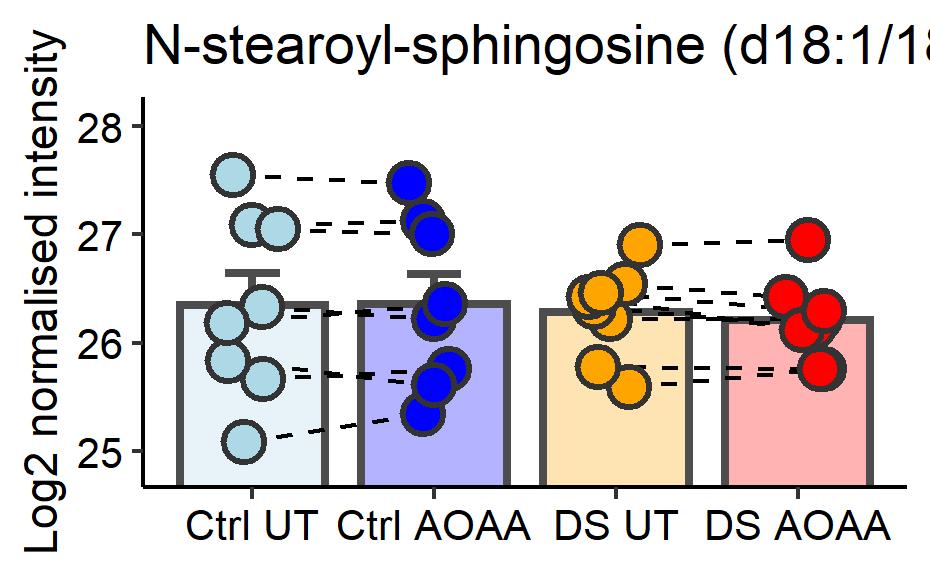 N-stearoyl-sphingosine (d18:1/18
Log2 normalised intensity
28
27
26
25
Ctrl UT
Ctrl AOAA
DS UT
DS AOAA